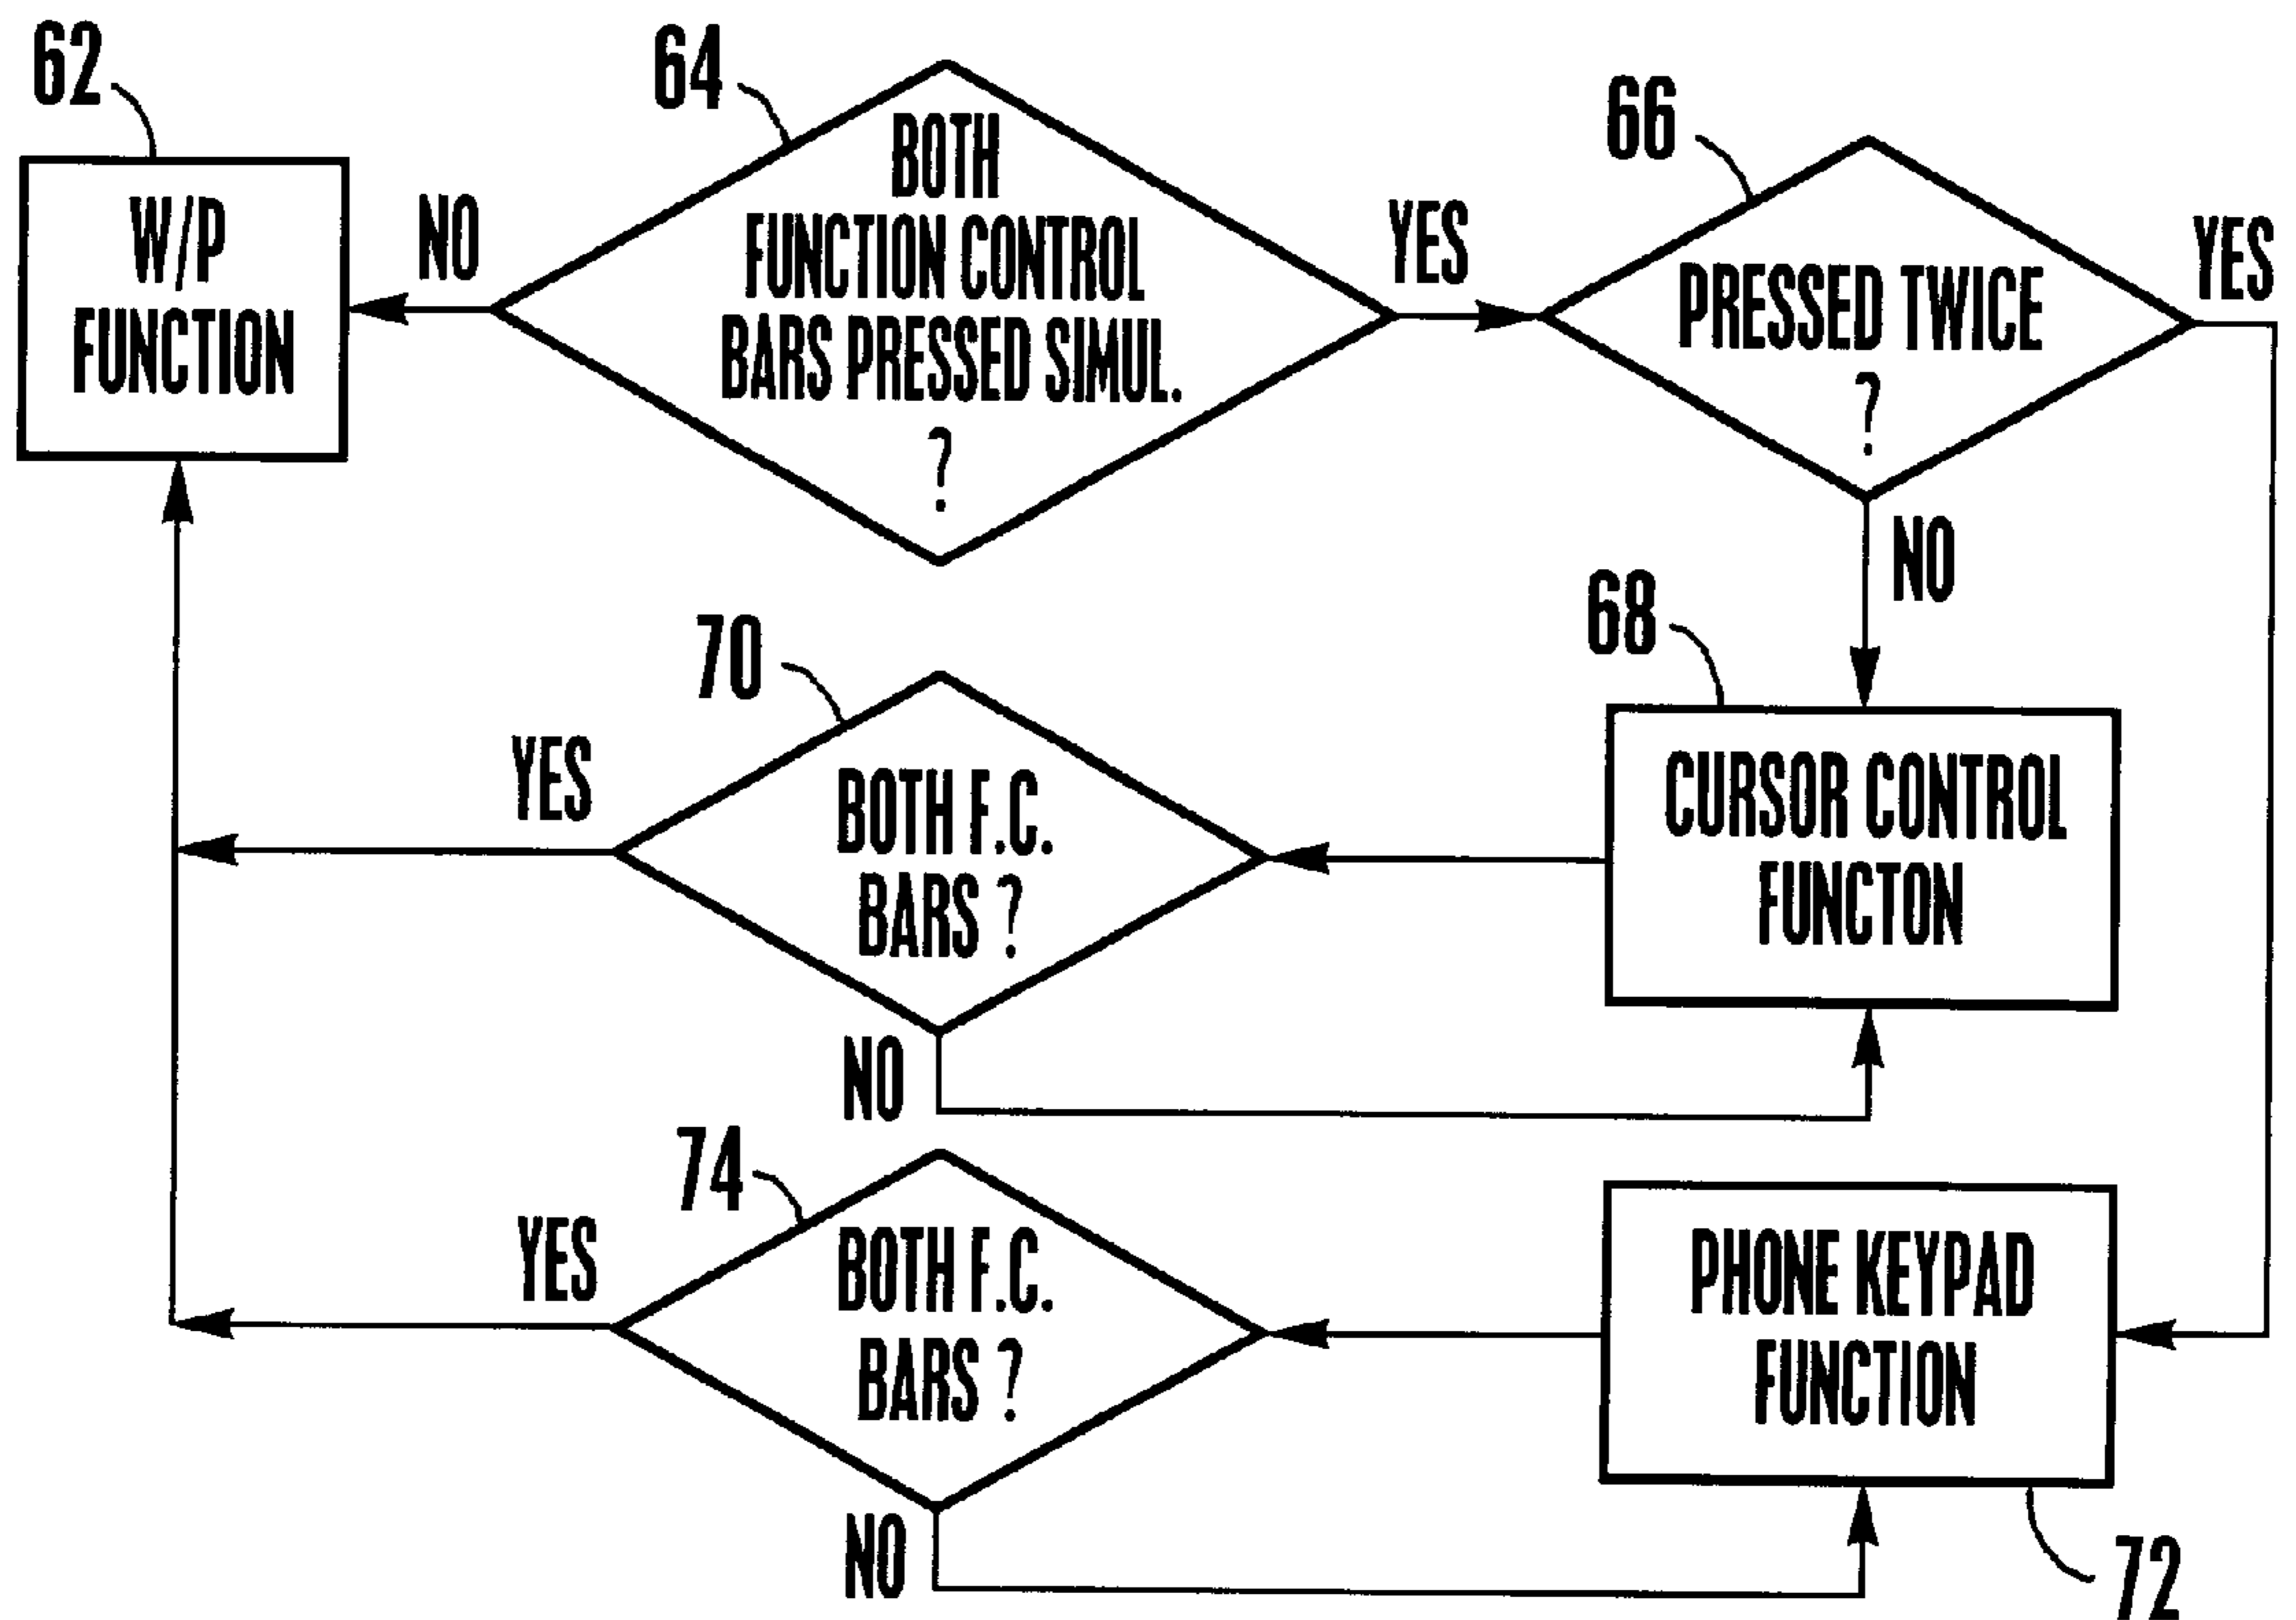 62
W/P
FUNCTION
NO
64
BOTH
FUNCTION CONTROL
BARS PRESSED SIMUL.
?
YES
66
PRESSED TWICE
?
YES
NO
68
CURSOR CONTROL
FUNCTON
70
BOTH F.C.
BARS ?
YES
NO
74
BOTH F.C.
BARS ?
YES
NO
PHONE KEYPAD
FUNCTION
72